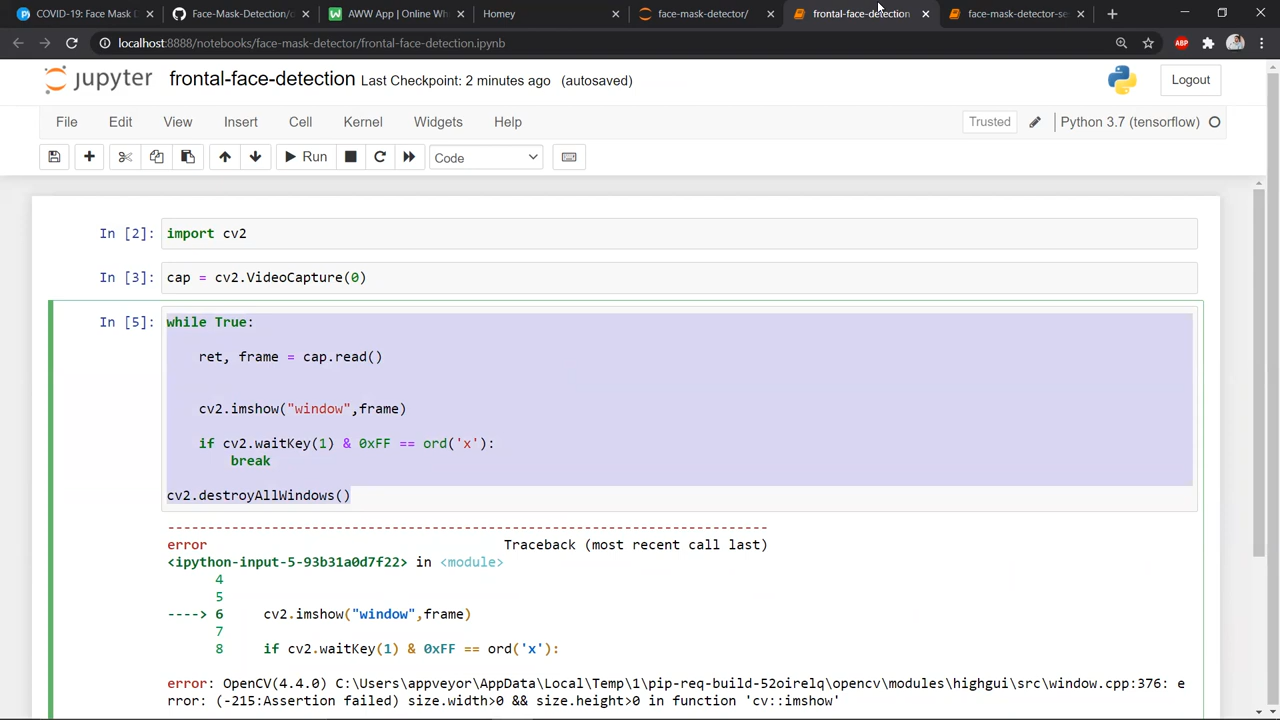 COVID-19: Face Mask D
Face-Mask-Detection/c
AWW App | Online Wh
Homey
face-mask-detector/
frontal-face-detection
face-mask-detector-se
localhost:8888/notebooks/face-mask-detector/frontal-face-detection.ipynb
ABP
jupyter frontal-face-detection Last Checkpoint: 2 minutes ago (autosaved)
Logout
File Edit View Insert Cell Kernel Widgets Help
Trusted
Python 3.7 (tensorflow)
Run
Code
In [2]: import cv2
In [3]: cap = cv2.VideoCapture(0)
In [5]: while True:
ret, frame = cap.read()
cv2.imshow("window",frame)
if cv2.waitKey(1) & 0xFF == ord('x'):
break
cv2.destroyAllWindows()
---------------------------------------------------------------------------
error Traceback (most recent call last)
<ipython-input-5-93b31a0d7f22> in <module>
4
5
----> 6 cv2.imshow("window",frame)
7
8 if cv2.waitKey(1) & 0xFF == ord('x'):
error: OpenCV(4.4.0) C:\Users\appveyor\AppData\Local\Temp\1\pip-req-build-52oirelq\opencv\modules\highgui\src\window.cpp:376: e
rror: (-215:Assertion failed) size.width>0 && size.height>0 in function 'cv::imshow'